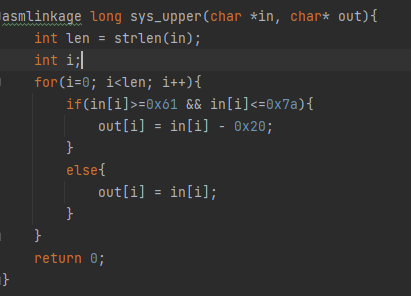 asmlinkage long sys_upper(char *in, char* out){
    int len = strlen(in);
    int i;
    for(i=0; i<len; i++){
        if(in[i]>=0x61 && in[i]<=0x7a){
            out[i] = in[i] - 0x20;
        }
        else{
            out[i] = in[i];
        }
    }
    return 0;
}